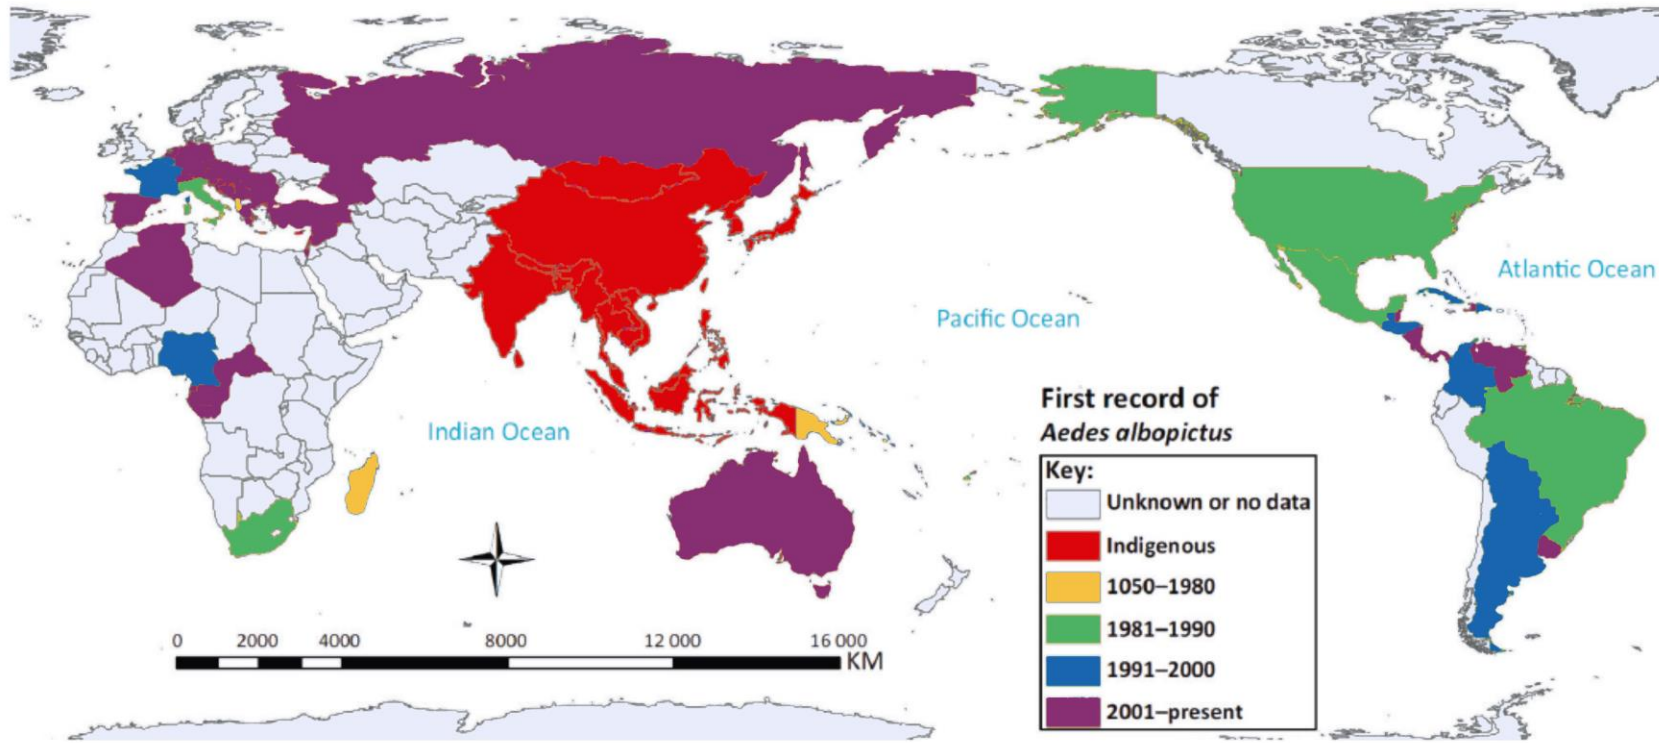 Atlantic Ocean
Pacific Ocean
Indian Ocean
First record of
Aedes albopictus
Key:
Unknown or no data
Indigenous
1050–1980
1981–1990
1991–2000
2001–present
0 2000 4000 8000 12 000 16 000
KM